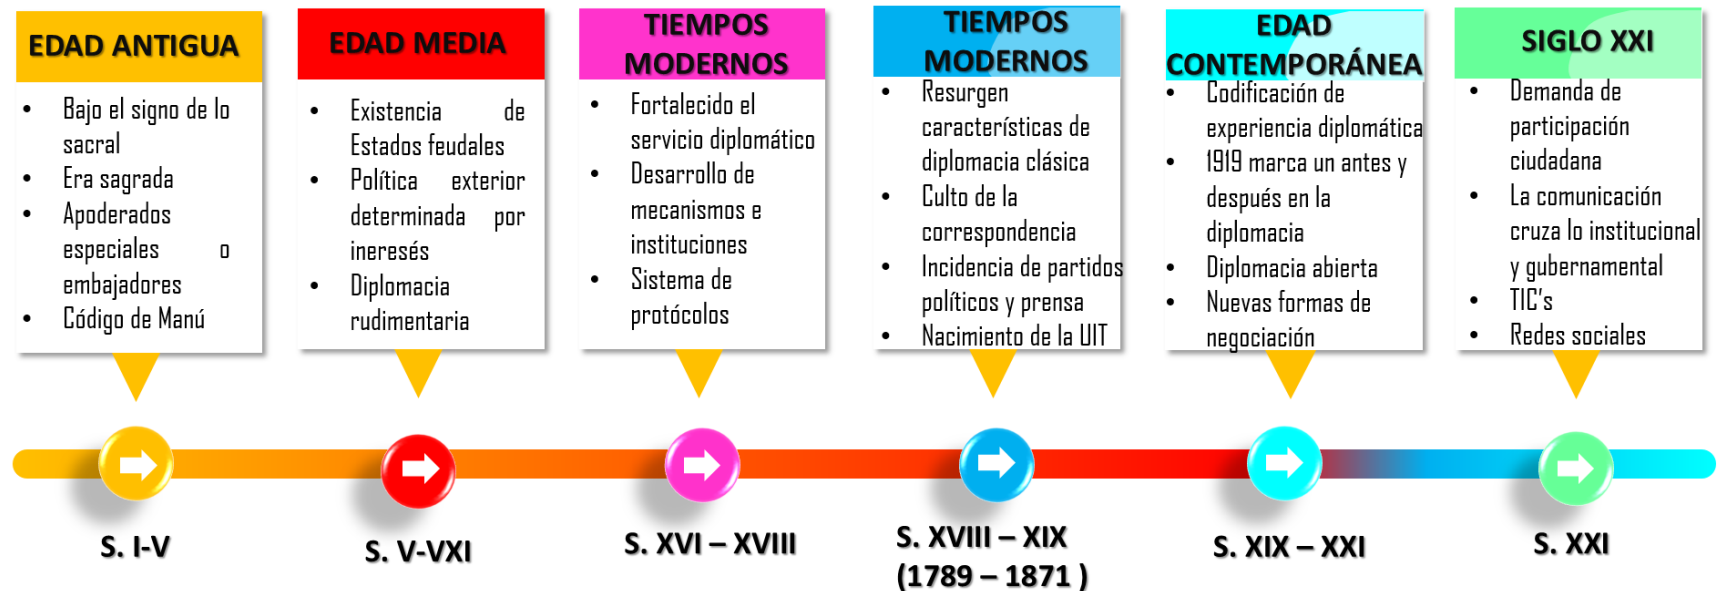 EDAD ANTIGUA
• Bajo el signo de lo
sacral
• Era sagrada
• Apoderados
especiales o
embajadores
• Código de Manú
S. I-V
EDAD MEDIA
• Existencia de
Estados feudales
• Política exterior
determinada por
ineresés
• Diplomacia
rudimentaria
S. V-VXI
TIEMPOS
MODERNOS
• Fortalecido el
servicio diplomático
• Desarrollo de
mecanismos e
instituciones
• Sistema de
protócolos
S. XVI – XVIII
TIEMPOS
MODERNOS
• Resurgen
características de
diplomacia clásica
• Culto de la
correspondencia
• Incidencia de partidos
políticos y prensa
• Nacimiento de la UIT
S. XVIII – XIX
(1789 – 1871 )
EDAD
CONTEMPORÁNEA
• Codificación de
experiencia diplomática
• 1919 marca un antes y
después en la
diplomacia
• Diplomacia abierta
• Nuevas formas de
negociación
S. XIX – XXI
SIGLO XXI
• Demanda de
participación
ciudadana
• La comunicación
cruza lo institucional
y gubernamental
• TIC's
• Redes sociales
S. XXI